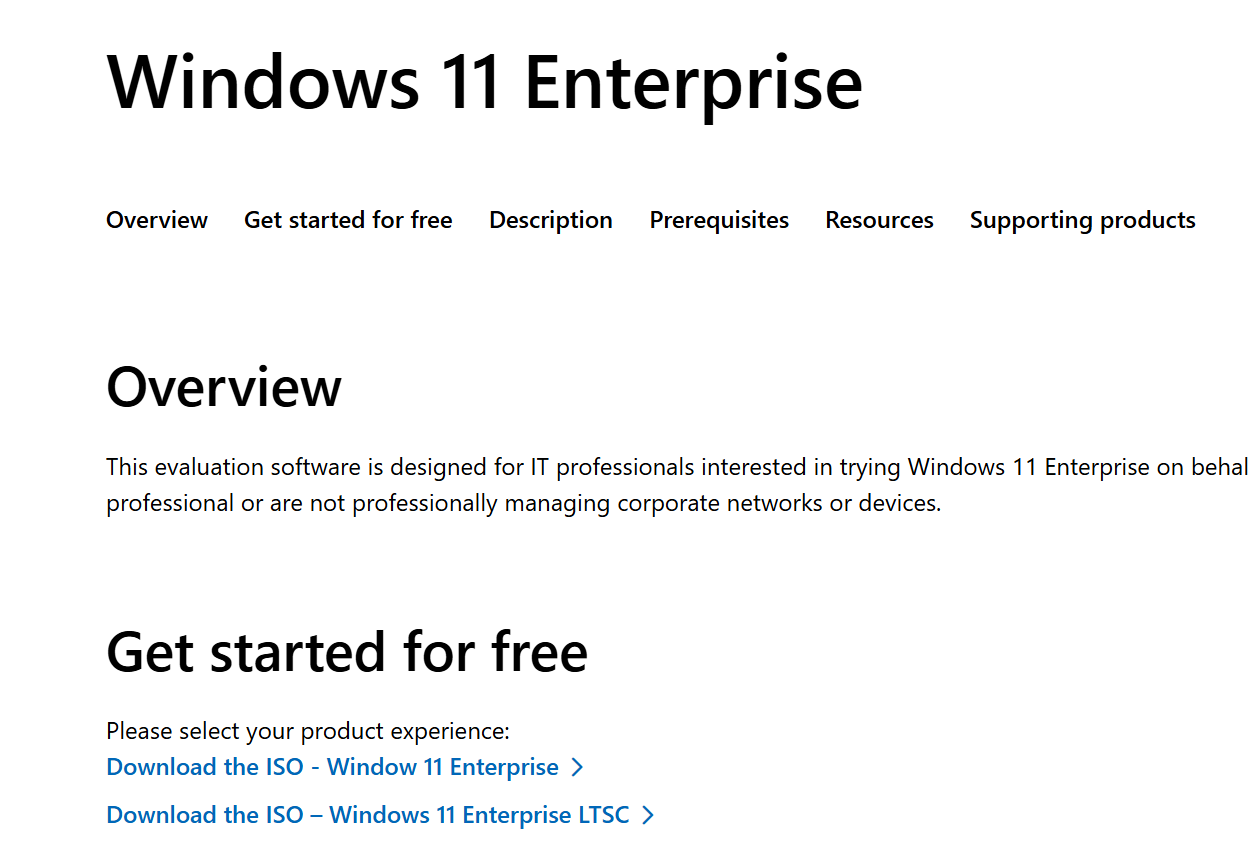 Windows 11 Enterprise
Overview Get started for free Description Prerequisites Resources Supporting products
Overview
This evaluation software is designed for IT professionals interested in trying Windows 11 Enterprise on behal
professional or are not professionally managing corporate networks or devices.
Get started for free
Please select your product experience:
Download the ISO - Window 11 Enterprise
Download the ISO – Windows 11 Enterprise LTSC